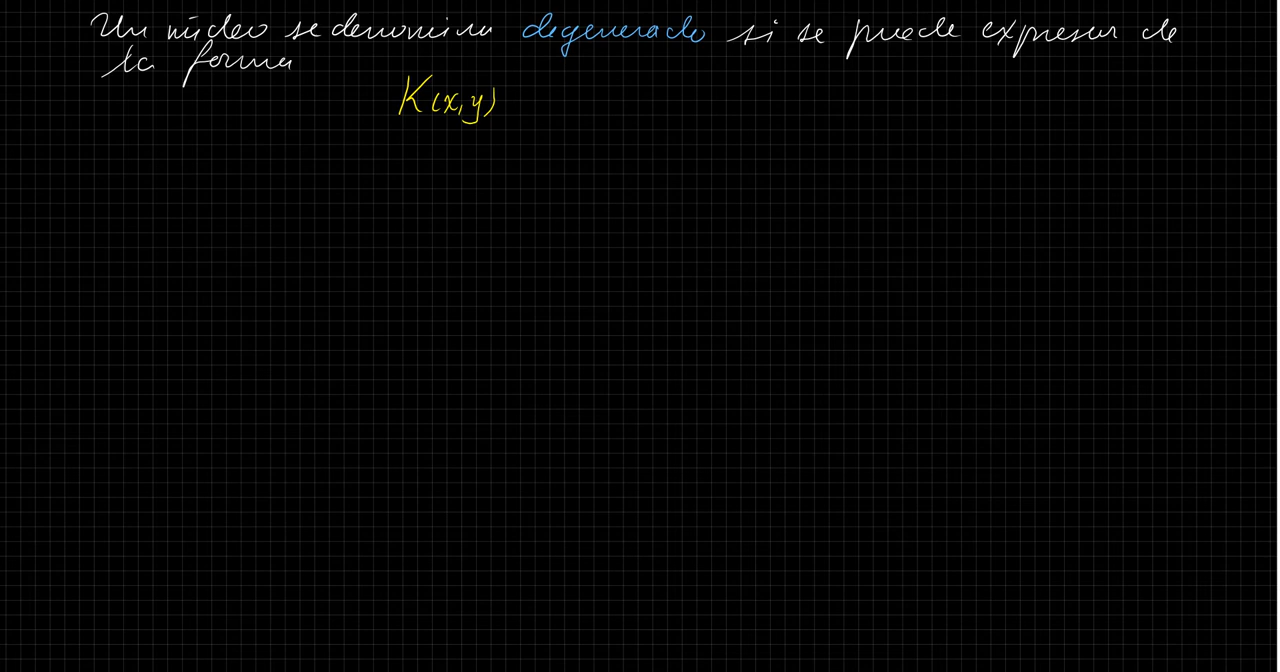 Un núcleo se denomina degenerado si se puede expresar de
la forma
K(x,y)